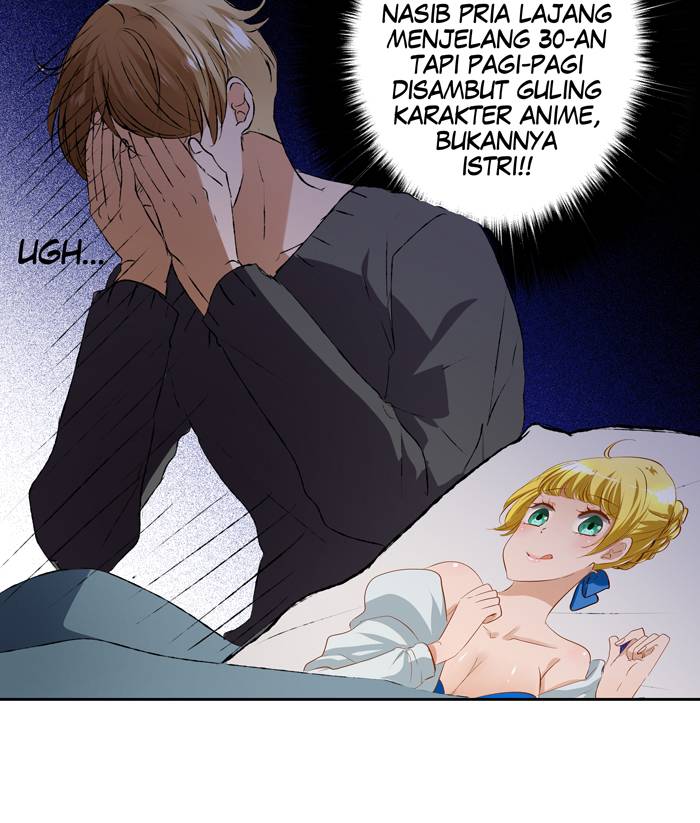 NASIB PRIA LAJANG
MENJELANG 30-AN
TAPI PAGI-PAGI
DISAMBUT GULING
KARAKTER ANIME,
BUKANNYA
ISTRI!!
UGH...